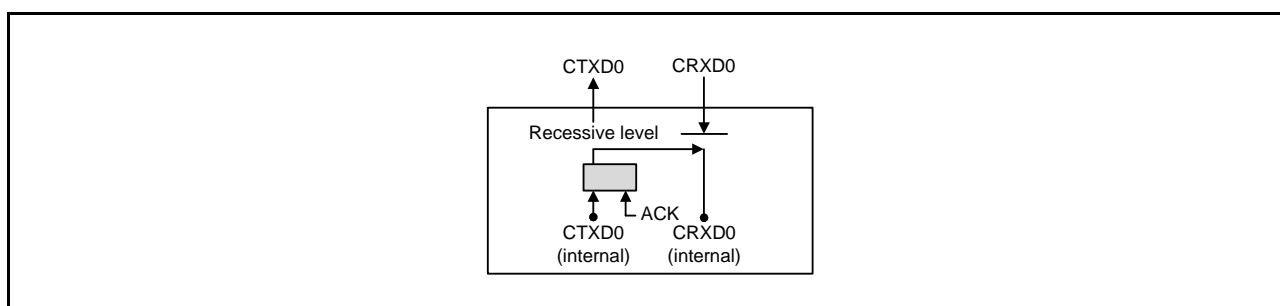 CTXD0 CRXD0
Recessive level
ACK
CTXD0 CRXD0
(internal) (internal)